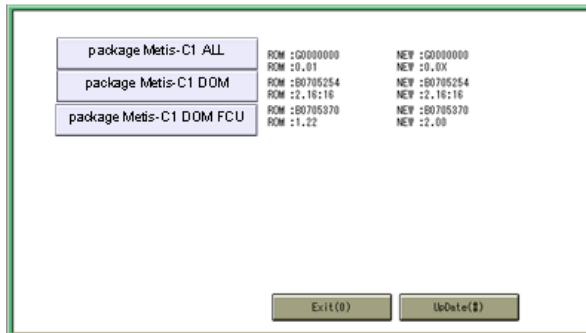 package Metis-C1 ALL
ROM :G0000000 NEW :G0000000
ROM :0.01 NEW :0.0X
package Metis-C1 DOM
ROM :B0705254 NEW :B0705254
ROM :2.16:16 NEW :2.16:16
package Metis-C1 DOM FCU
ROM :B0705370 NEW :B0705370
ROM :1.22 NEW :2.00
Exit(0) UpDate(#)